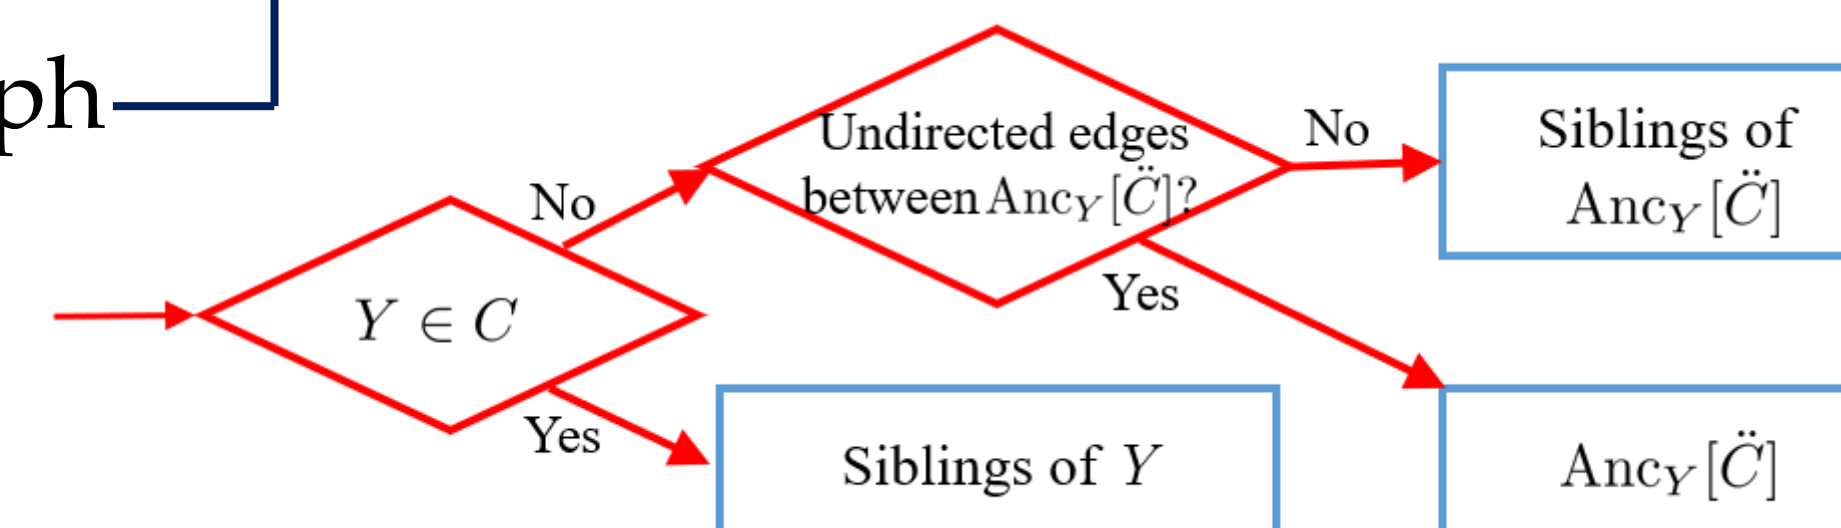 ph
Undirected edges
between Anc_Y[C̈]?
No
Siblings of
Anc_Y[C̈]
No
Y ∈ C
Yes
Yes
Siblings of Y
Anc_Y[C̈]